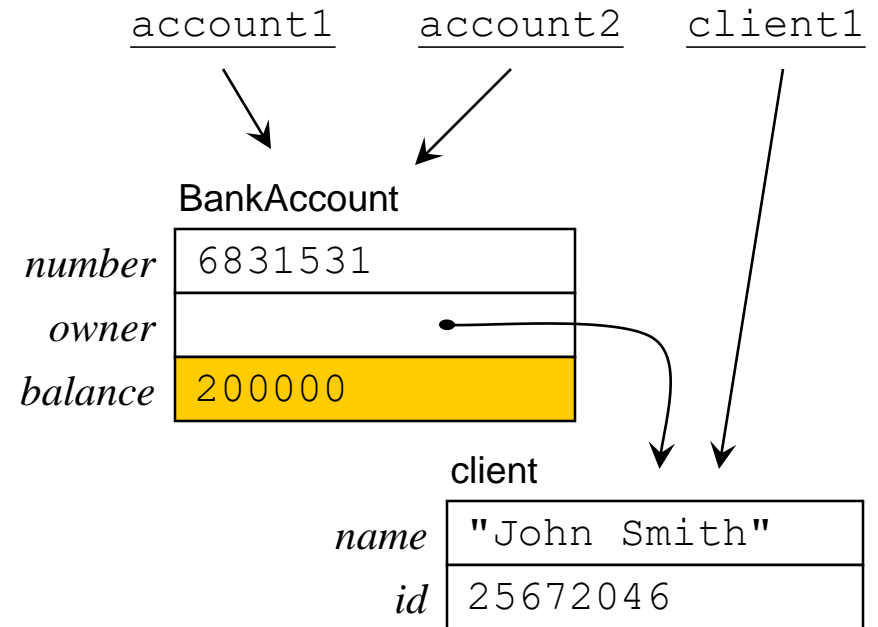 account1 account2 client1
BankAccount
number 6831531
owner
balance 200000
client
name "John Smith"
id 25672046